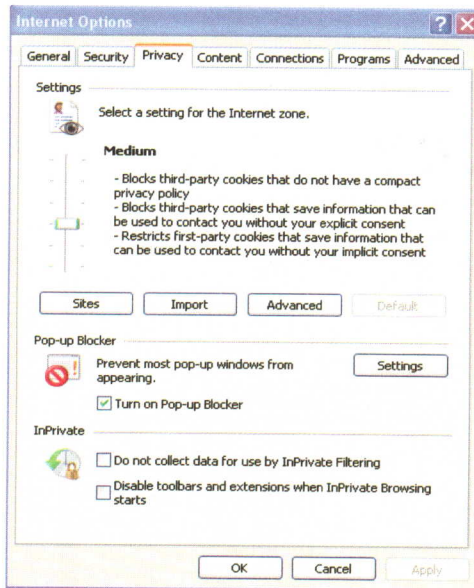 Internet Options
General Security Privacy Content Connections Programs Advanced
Settings
Select a setting for the Internet zone.
Medium
- Blocks third-party cookies that do not have a compact
privacy policy
- Blocks third-party cookies that save information that can
be used to contact you without your explicit consent
- Restricts first-party cookies that save information that
can be used to contact you without your implicit consent
Sites Import Advanced Default
Pop-up Blocker
Prevent most pop-up windows from
appearing.
Settings
Turn on Pop-up Blocker
InPrivate
Do not collect data for use by InPrivate Filtering
Disable toolbars and extensions when InPrivate Browsing
starts
OK Cancel Apply